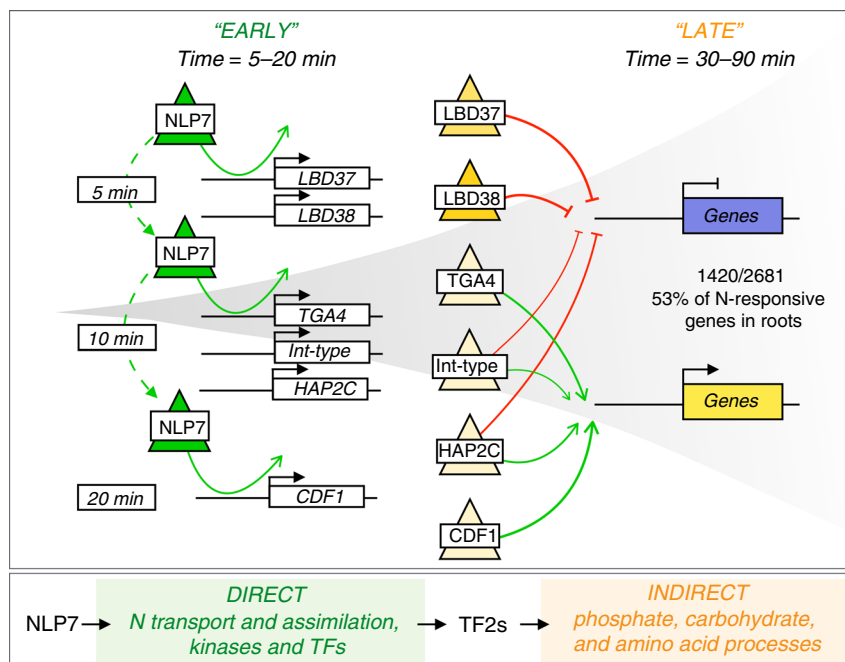 "EARLY"
Time = 5–20 min
"LATE"
Time = 30–90 min
NLP7
LBD37
LBD38
5 min
NLP7
TGA4
Int-type
HAP2C
10 min
NLP7
CDF1
20 min
LBD37
LBD38
TGA4
Int-type
HAP2C
CDF1
Genes
1420/2681
53% of N-responsive
genes in roots
Genes
NLP7
DIRECT
N transport and assimilation,
kinases and TFs
TF2s
INDIRECT
phosphate, carbohydrate,
and amino acid processes